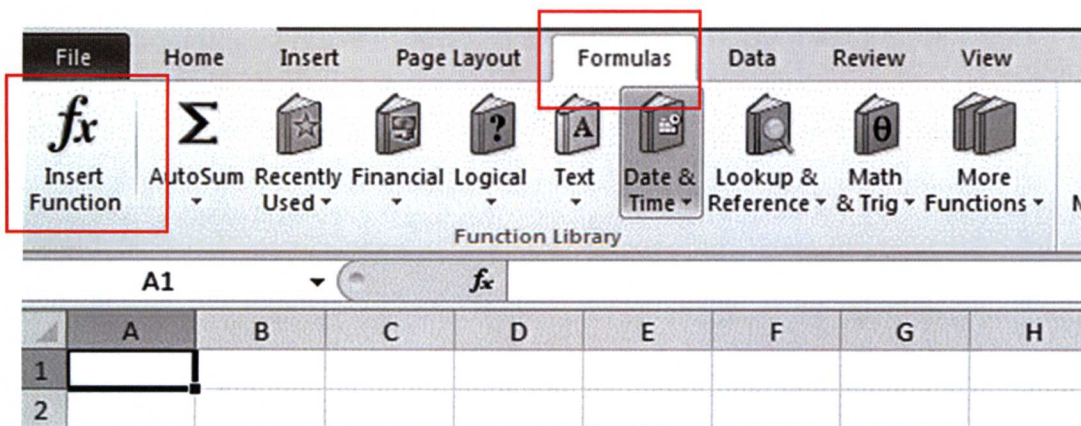 File Home Insert Page Layout Formulas Data Review View
fx Σ ? A θ
Insert Function
AutoSum
Recently Used
Financial
Logical
Text
Date & Time
Lookup & Reference
Math & Trig
More Functions
Function Library
A1 fx
A B C D E F G H
1
2